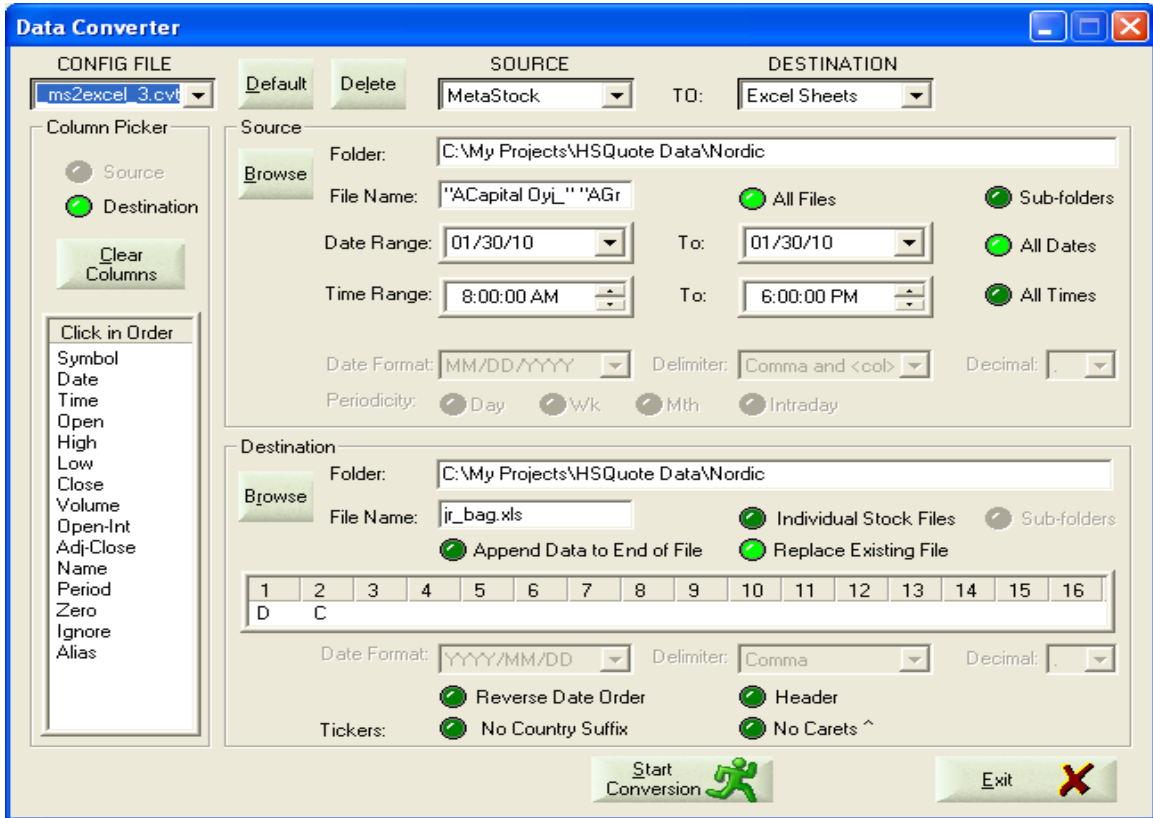 Data Converter
CONFIG FILE
SOURCE
DESTINATION
_ms2excel_3.cvt
Default
Delete
MetaStock
TO:
Excel Sheets
Column Picker
Source
Destination
Clear
Columns
Click in Order
Symbol
Date
Time
Open
High
Low
Close
Volume
Open-Int
Adj-Close
Name
Period
Zero
Ignore
Alias
Source
Browse
Folder: C:\My Projects\HSQuote Data\Nordic
File Name: "ACapital Oyj_" "AGr
All Files
Sub-folders
Date Range: 01/30/10 To: 01/30/10
All Dates
Time Range: 8:00:00 AM To: 6:00:00 PM
All Times
Date Format: MM/DD/YYYY Delimiter: Comma and <col> Decimal: .
Periodicity: Day Wk Mth Intraday
Destination
Browse
Folder: C:\My Projects\HSQuote Data\Nordic
File Name: jr_bag.xls
Individual Stock Files
Sub-folders
Append Data to End of File
Replace Existing File
1 2 3 4 5 6 7 8 9 10 11 12 13 14 15 16
D C
Date Format: YYYY/MM/DD Delimiter: Comma Decimal: .
Reverse Date Order
Header
Tickers: No Country Suffix
No Carets ^
Start
Conversion
Exit